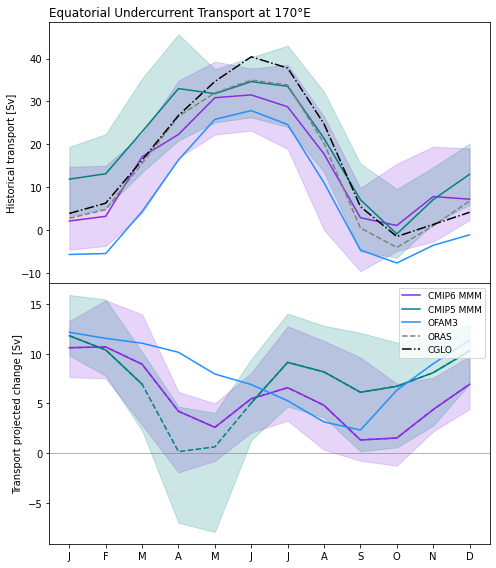 Equatorial Undercurrent Transport at 170°E
Historical transport [Sv]
40
30
20
10
0
−10
Transport projected change [Sv]
15
10
5
0
−5
CMIP6 MMM
CMIP5 MMM
OFAM3
ORAS
CGLO
J F M A M J J A S O N D